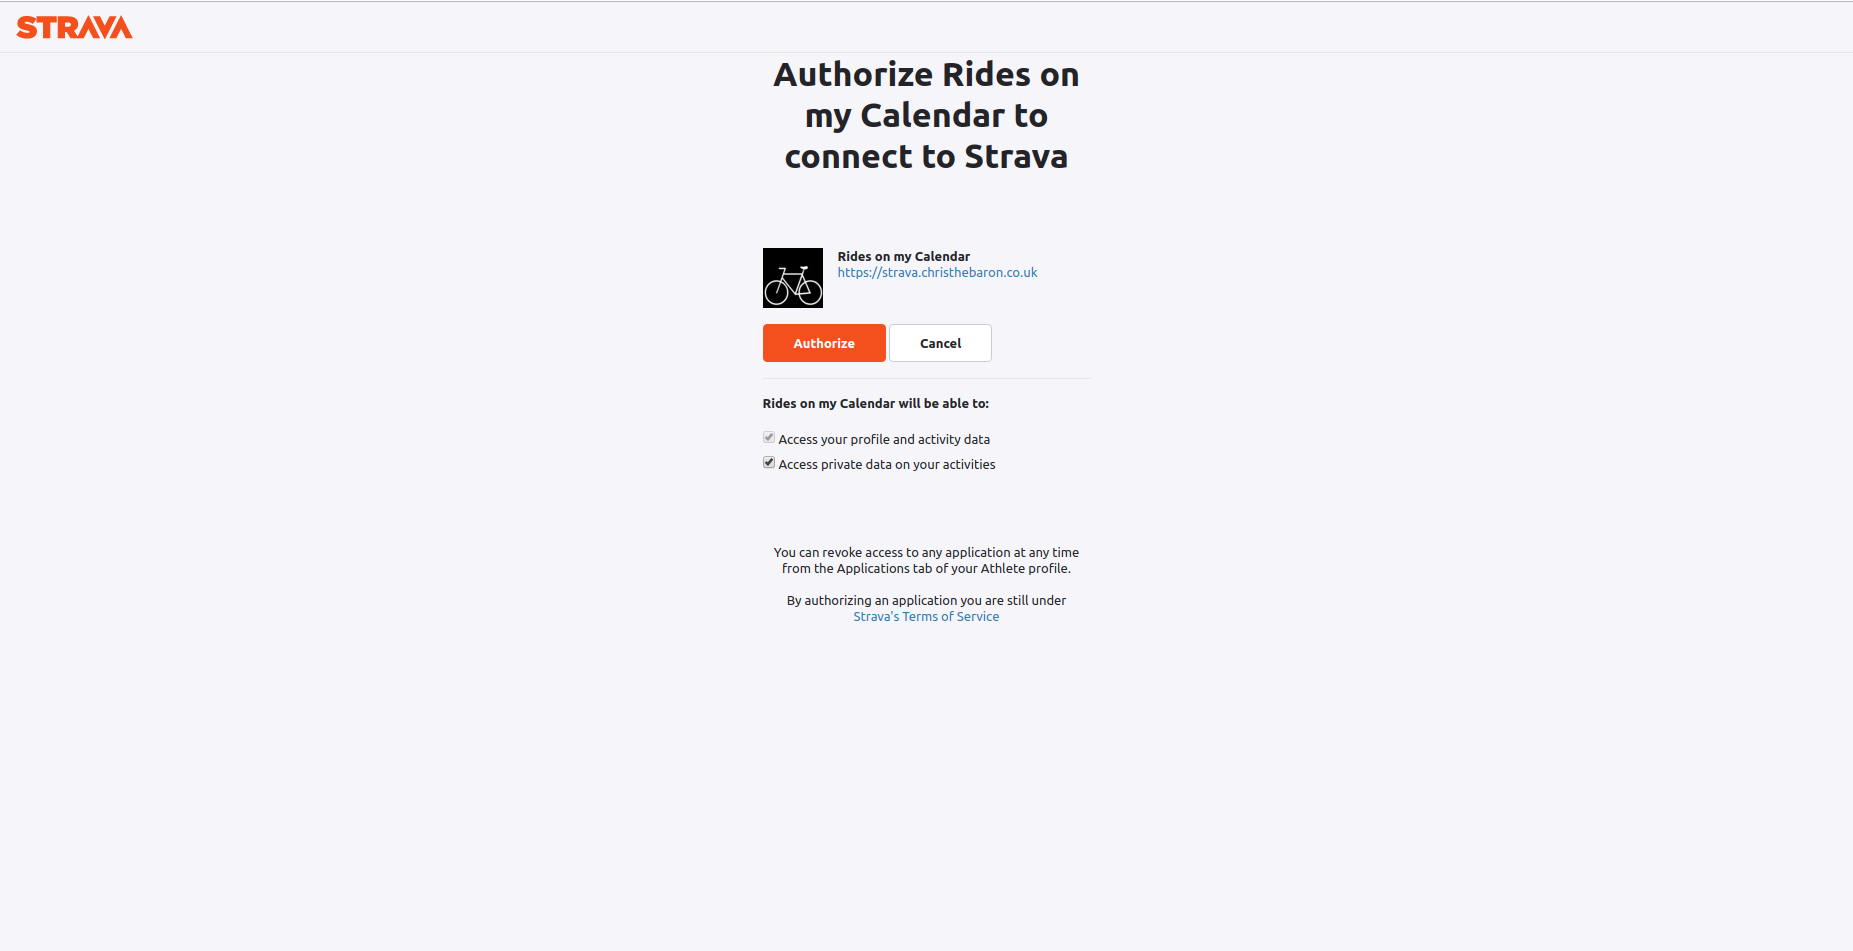 STRAVA
Authorize Rides on
my Calendar to
connect to Strava
Rides on my Calendar
https://strava.christhebaron.co.uk
Authorize
Cancel
Rides on my Calendar will be able to:
Access your profile and activity data
Access private data on your activities
You can revoke access to any application at any time
from the Applications tab of your Athlete profile.
By authorizing an application you are still under
Strava's Terms of Service